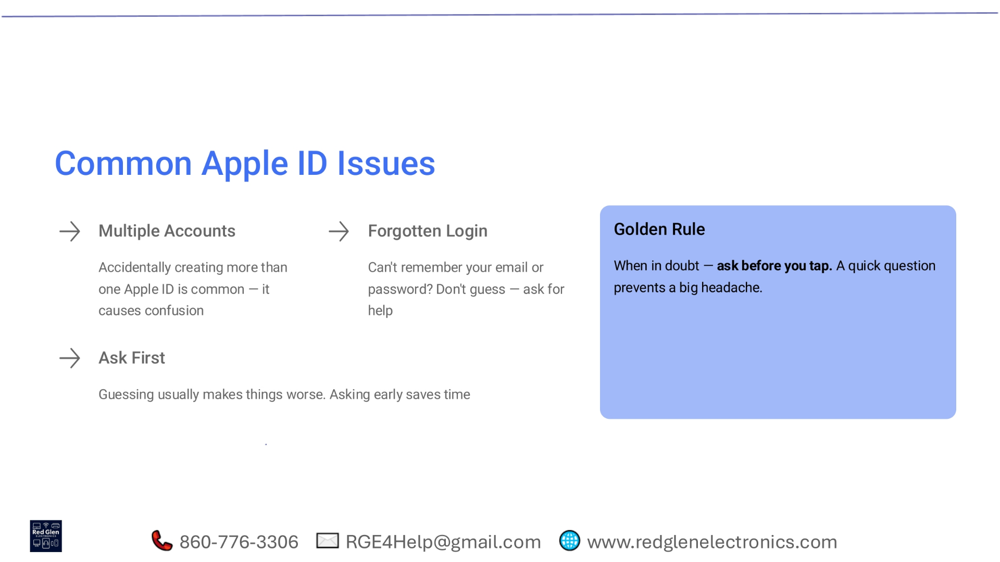 Common Apple ID Issues
Multiple Accounts
Accidentally creating more than
one Apple ID is common — it
causes confusion
Forgotten Login
Can't remember your email or
password? Don't guess — ask for
help
Ask First
Guessing usually makes things worse. Asking early saves time
.
Golden Rule
When in doubt — ask before you tap. A quick question
prevents a big headache.
Red Glen
ELECTRONICS
860-776-3306
RGE4Help@gmail.com
www.redglenelectronics.com